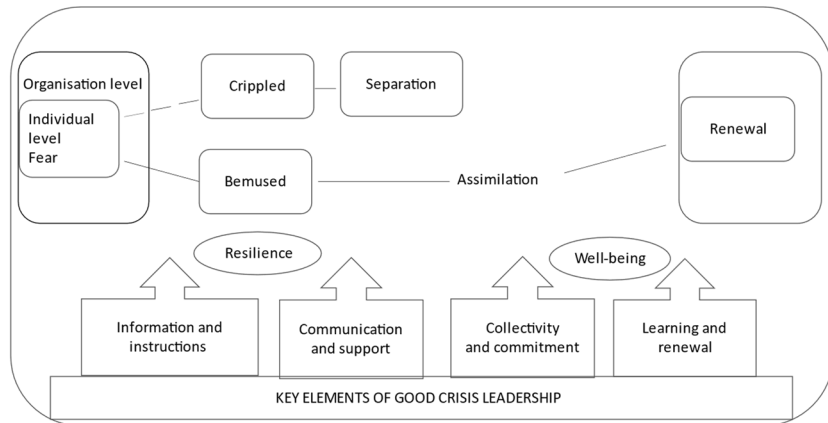 Organisation level
Individual
level
Fear
Crippled
Separation
Bemused
Assimilation
Renewal
Resilience
Well-being
Information and
instructions
Communication
and support
Collectivity
and commitment
Learning and
renewal
KEY ELEMENTS OF GOOD CRISIS LEADERSHIP